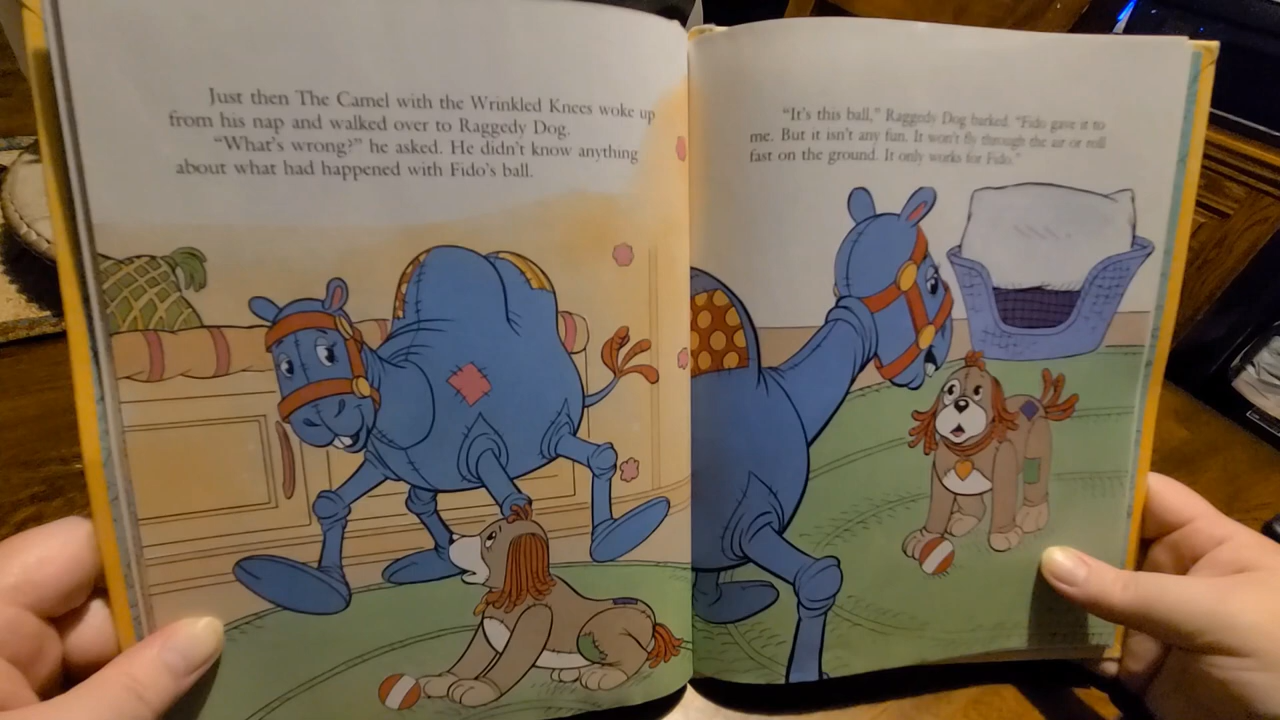 Just then The Camel with the Wrinkled Knees woke up
from his nap and walked over to Raggedy Dog.
"What's wrong?" he asked. He didn't know anything
about what had happened with Fido's ball.
"It's this ball," Raggedy Dog barked. "Fido gave it to
me. But it isn't any fun. It won't fly through the air or roll
fast on the ground. It only works for Fido."